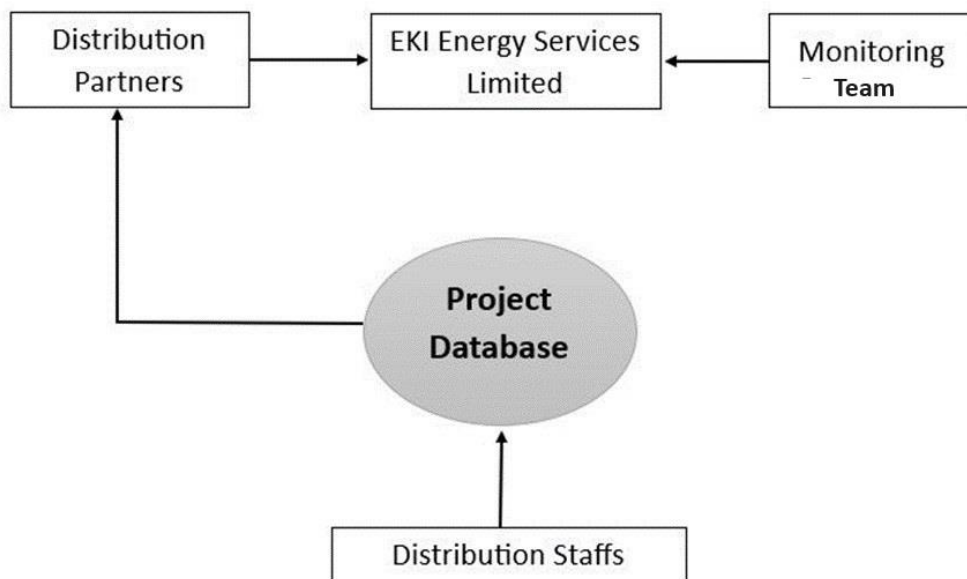 Distribution
Partners
EKI Energy Services
Limited
Monitoring
Team
Project
Database
Distribution Staffs